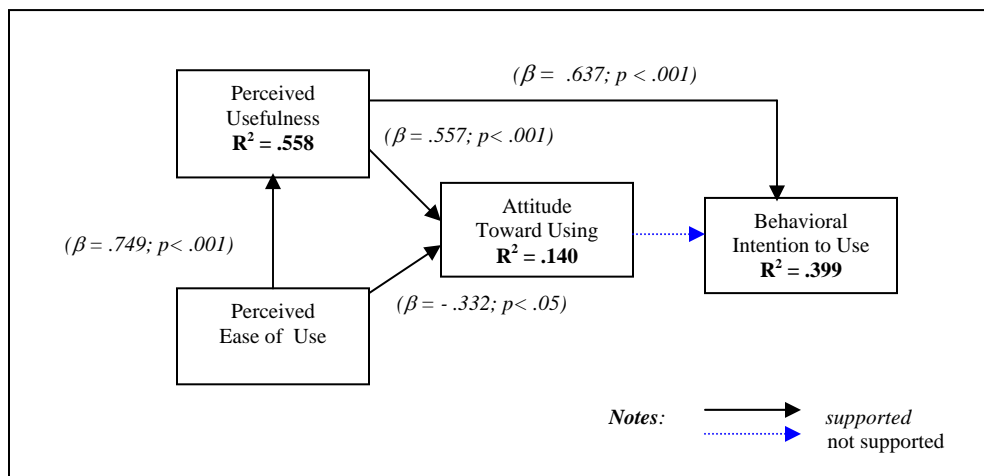 (β = .637; p < .001)
Perceived
Usefulness
R² = .558
(β = .557; p< .001)
Attitude
Toward Using
R² = .140
Behavioral
Intention to Use
R² = .399
(β = .749; p< .001)
(β = - .332; p< .05)
Perceived
Ease of Use
Notes: supported
not supported